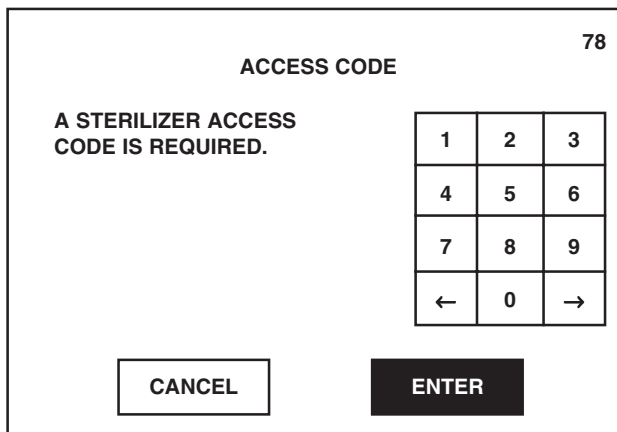 78
ACCESS CODE
A STERILIZER ACCESS
CODE IS REQUIRED.
1 2 3
4 5 6
7 8 9
← 0 →
CANCEL ENTER